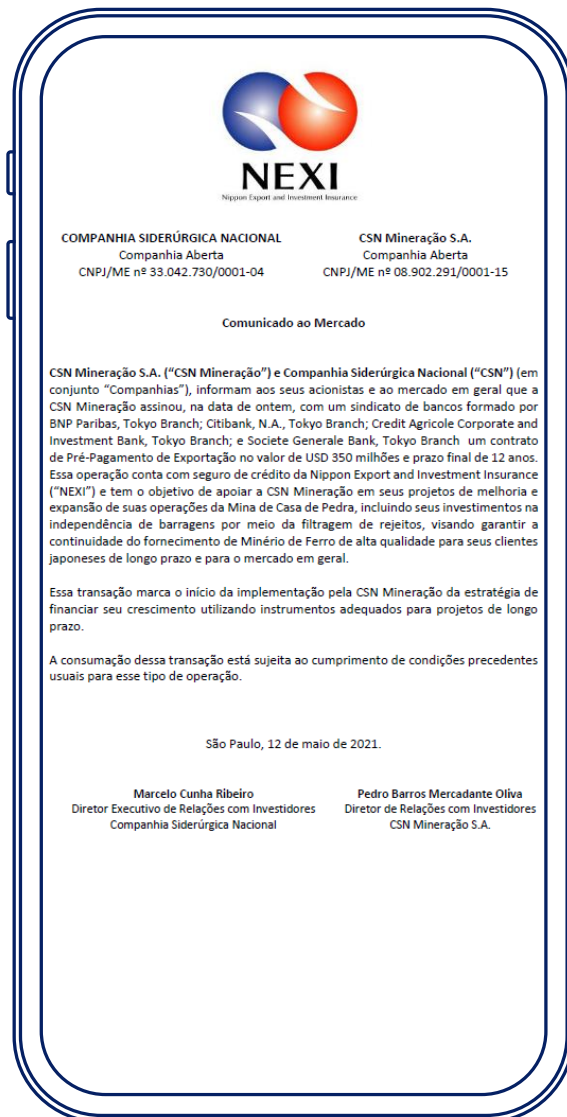 NEXI
Nippon Export and Investment Insurance
COMPANHIA SIDERÚRGICA NACIONAL
Companhia Aberta
CNPJ/ME nº 33.042.730/0001-04
CSN Mineração S.A.
Companhia Aberta
CNPJ/ME nº 08.902.291/0001-15
Comunicado ao Mercado
CSN Mineração S.A. (“CSN Mineração”) e Companhia Siderúrgica Nacional (“CSN”) (em
conjunto “Companhias”), informam aos seus acionistas e ao mercado em geral que a
CSN Mineração assinou, na data de ontem, com um sindicato de bancos formado por
BNP Paribas, Tokyo Branch; Citibank, N.A., Tokyo Branch; Credit Agricole Corporate and
Investment Bank, Tokyo Branch; e Societe Generale Bank, Tokyo Branch um contrato
de Pré-Pagamento de Exportação no valor de USD 350 milhões e prazo final de 12 anos.
Essa operação conta com seguro de crédito da Nippon Export and Investment Insurance
(“NEXI”) e tem o objetivo de apoiar a CSN Mineração em seus projetos de melhoria e
expansão de suas operações da Mina de Casa de Pedra, incluindo seus investimentos na
independência de barragens por meio da filtragem de rejeitos, visando garantir a
continuidade do fornecimento de Minério de Ferro de alta qualidade para seus clientes
japoneses de longo prazo e para o mercado em geral.
Essa transação marca o início da implementação pela CSN Mineração da estratégia de
financiar seu crescimento utilizando instrumentos adequados para projetos de longo
prazo.
A consumação dessa transação está sujeita ao cumprimento de condições precedentes
usuais para esse tipo de operação.
São Paulo, 12 de maio de 2021.
Marcelo Cunha Ribeiro
Diretor Executivo de Relações com Investidores
Companhia Siderúrgica Nacional
Pedro Barros Mercadante Oliva
Diretor de Relações com Investidores
CSN Mineração S.A.